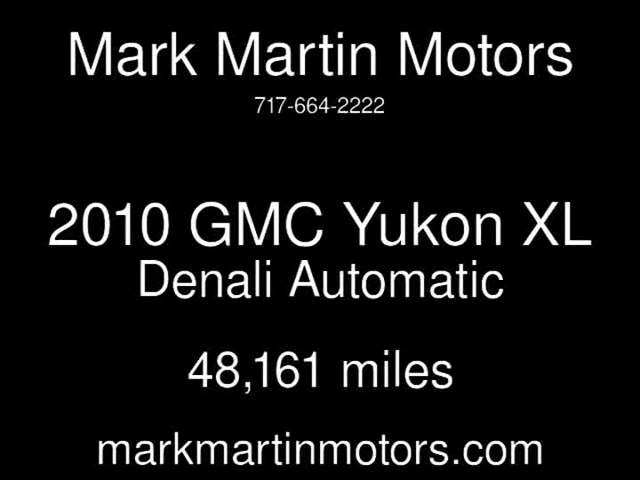 Mark Martin Motors
717-664-2222
2010 GMC Yukon XL
Denali Automatic
48,161 miles
markmartinmotors.com